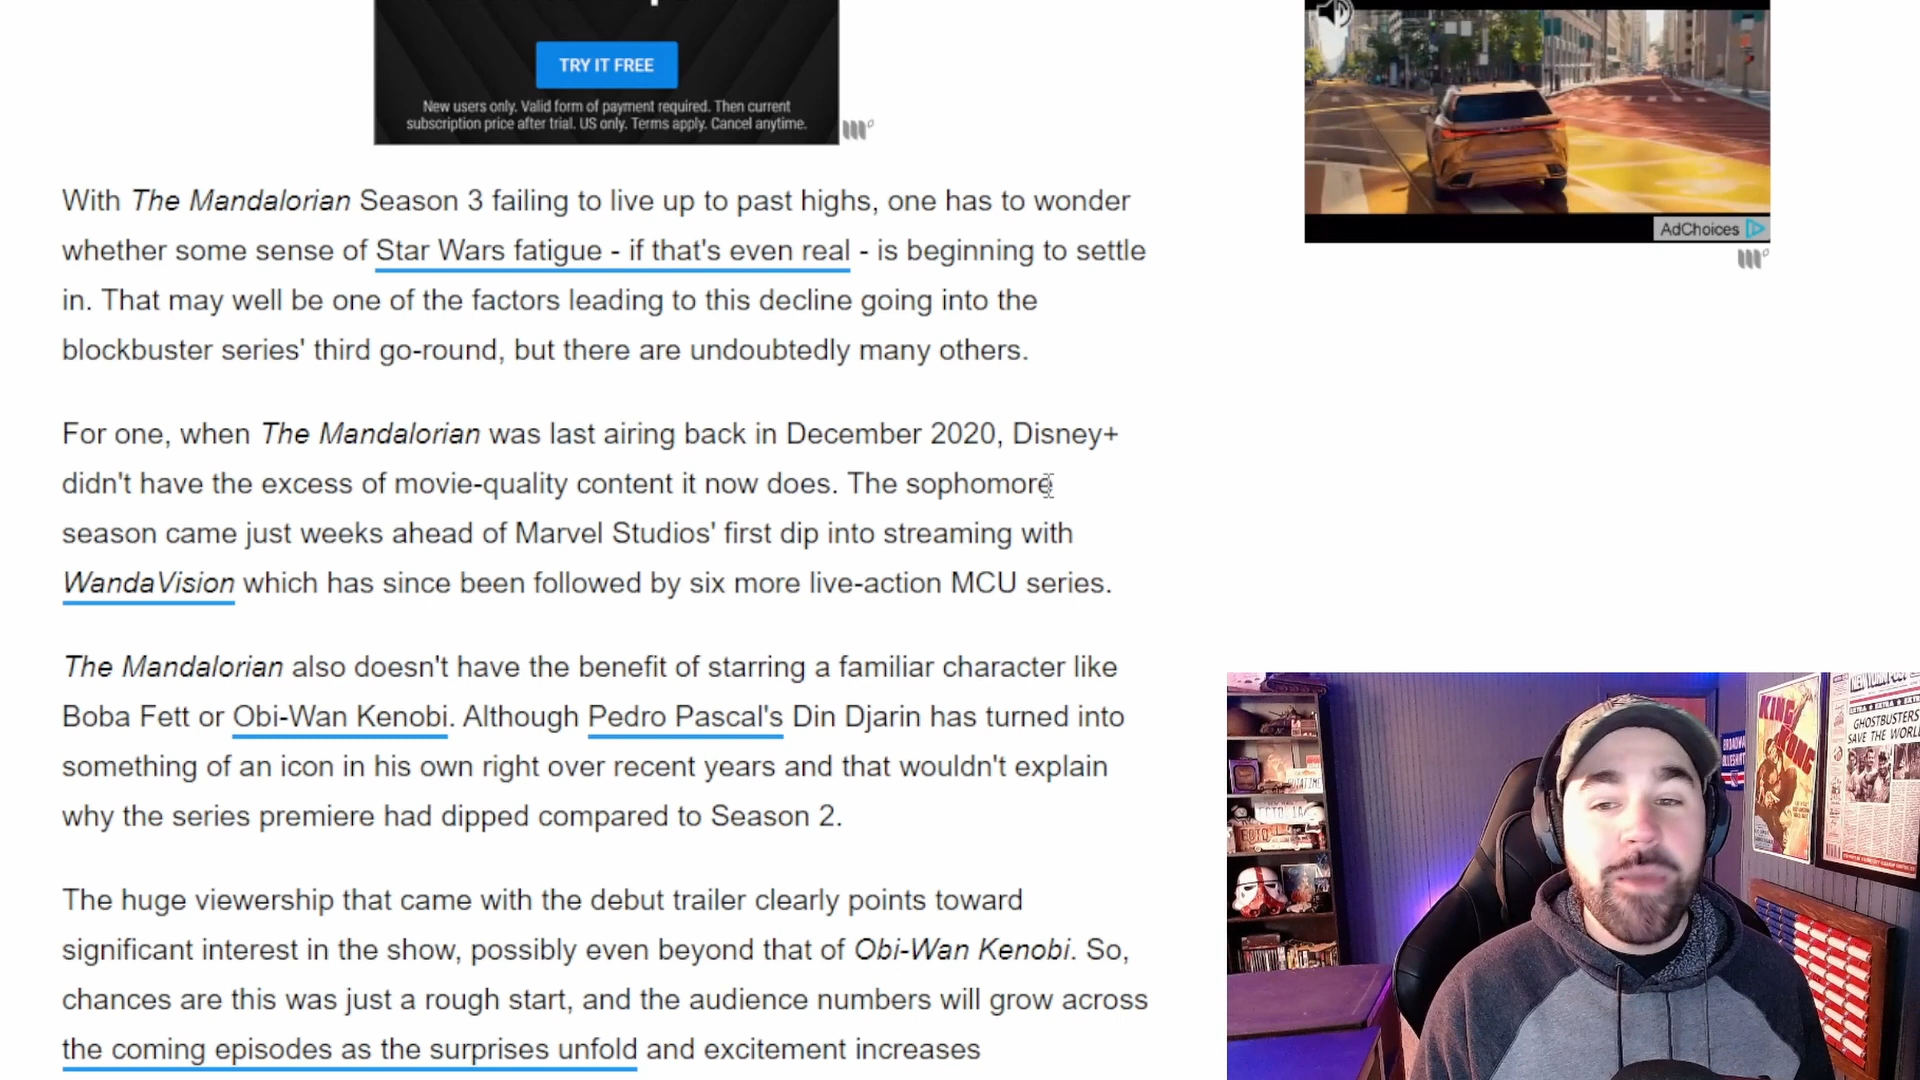 TRY IT FREE
New users only. Valid form of payment required. Then current
subscription price after trial. US only. Terms apply. Cancel anytime.
AdChoices
With The Mandalorian Season 3 failing to live up to past highs, one has to wonder
whether some sense of Star Wars fatigue - if that's even real - is beginning to settle
in. That may well be one of the factors leading to this decline going into the
blockbuster series' third go-round, but there are undoubtedly many others.
For one, when The Mandalorian was last airing back in December 2020, Disney+
didn't have the excess of movie-quality content it now does. The sophomore
season came just weeks ahead of Marvel Studios' first dip into streaming with
WandaVision which has since been followed by six more live-action MCU series.
The Mandalorian also doesn't have the benefit of starring a familiar character like
Boba Fett or Obi-Wan Kenobi. Although Pedro Pascal's Din Djarin has turned into
something of an icon in his own right over recent years and that wouldn't explain
why the series premiere had dipped compared to Season 2.
The huge viewership that came with the debut trailer clearly points toward
significant interest in the show, possibly even beyond that of Obi-Wan Kenobi. So,
chances are this was just a rough start, and the audience numbers will grow across
the coming episodes as the surprises unfold and excitement increases
KING
KONG
GHOSTBUSTERS
SAVE THE WORLD
ECTO-1A
ECTO